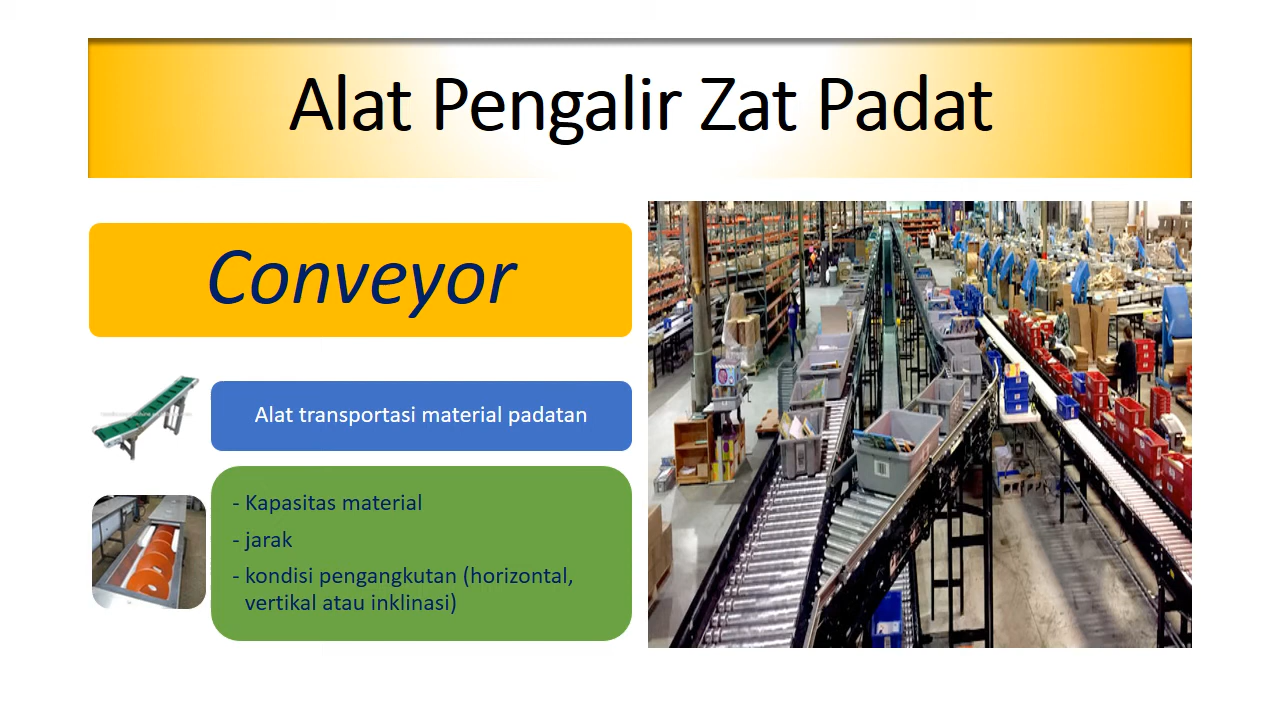 Alat Pengalir Zat Padat
Conveyor
Alat transportasi material padatan
- Kapasitas material
- jarak
- kondisi pengangkutan (horizontal,
vertikal atau inklinasi)